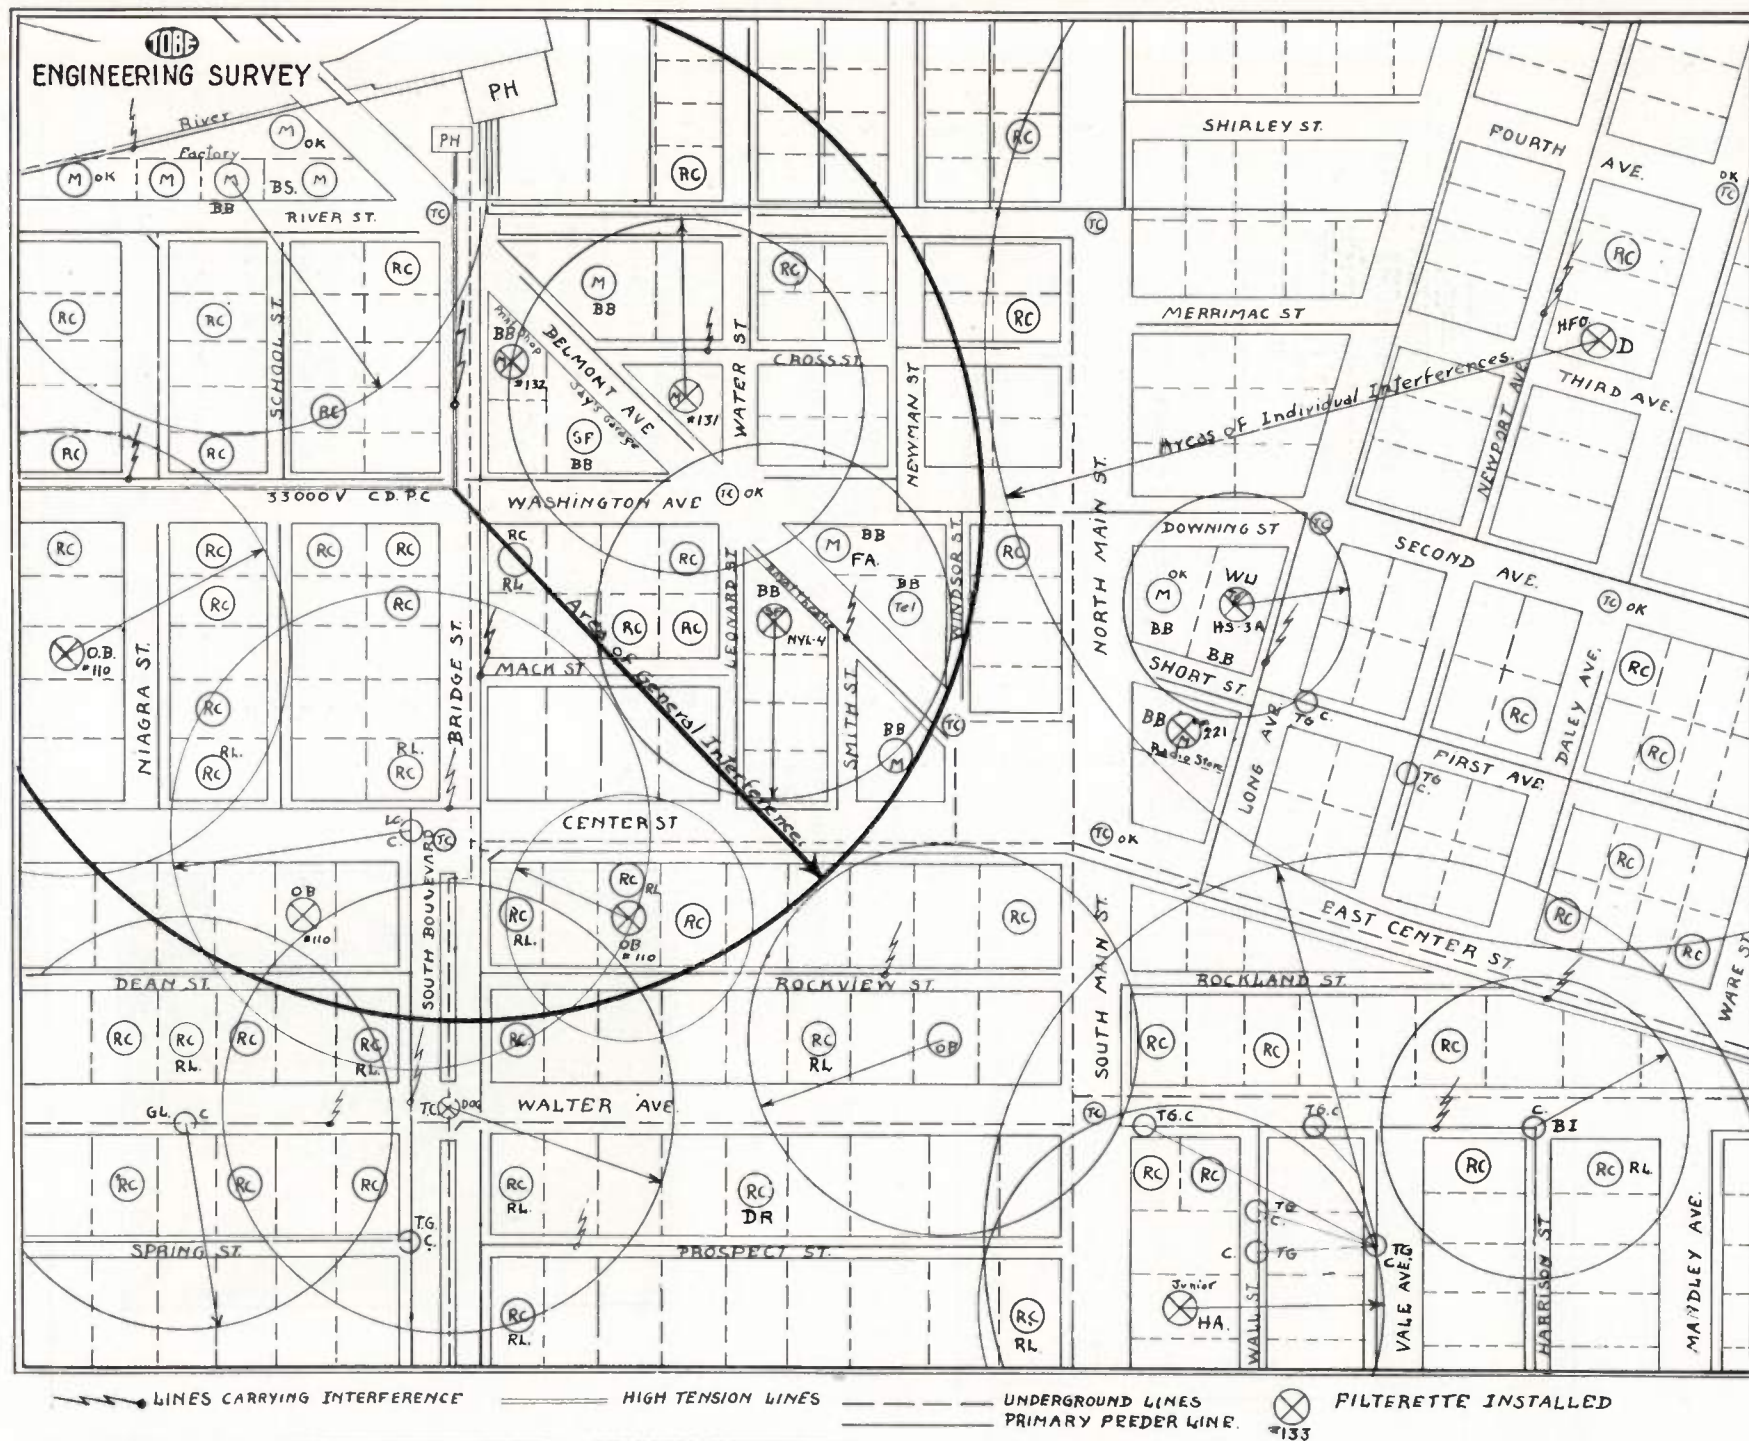 TOBE
ENGINEERING SURVEY
PH
PH
River
M OK
Factory
M OK
M
M
BS.
M
BB
RIVER ST.
TC
RC
RC
TC
SHIRLEY ST.
FOURTH AVE.
OK
TC
RC
RC
RC
RC
SCHOOL ST.
RC
RC
RC
M
BB
RC
RC
MERRIMAC ST
HFO
D
Print Shop
BB
M
#132
BELMONT AVE
Jay's Garage
SF
BB
M
#131
WATER ST
CROSS ST.
NEWMAN ST
THIRD AVE.
NEWPORT AVE.
Areas of Individual Interferences.
33000V C.D.P.C
WASHINGTON AVE
TC OK
NORTH MAIN ST.
DOWNING ST
TC
SECOND AVE.
RC
RC
RC
RC
RC
RL
RC
M
BB
FA.
RC
RC
RC
LEONARD ST
BB
SF
NYL-4
BB
Tel
WINDSOR ST.
OK
M
BB
WU
HS-3A
B.B
TC OK
O.B.
#110
RC
RC
Area of General Interference.
MACK ST
SMITH ST.
SHORT ST.
DALEY AVE.
RC
RC
NIAGRA ST.
RC
RL.
RC
RL.
RC
BRIDGE ST.
BB
M
TC
BB
M
221
Radio Store
LONG AVE.
TG C.
FIRST AVE.
TG
C.
RC
C.
TC
CENTER ST
TC OK
RC
SOUTH BOUVEVARD
OB
#110
RC
RL
RC
RL.
OB
#110
RC
RC
SOUTH MAIN ST.
EAST CENTER ST
RC
RC
WARE ST.
DEAN ST.
ROCKVIEW ST.
ROCKLAND ST.
RC
RC
RL.
RC
RC
RL.
RC
RC
RL
OB
RC
RC
RC
GL. C
T.C. DOG
WALTER AVE.
TC
TG.C
TG.C
C.
BI
RC
RC
RC
RC
RL.
RC
DR
RC
RC
RC
RC RL.
T.G.
C.
TG
C.
C. TG
TG
C
SPRING ST.
PROSPECT ST.
RC
RL.
RC
RL
Junior
HA.
WALL ST
VALE AVE.
HARRISON ST
MANDLEY AVE.
LINES CARRYING INTERFERENCE
HIGH TENSION LINES
UNDERGROUND LINES
PRIMARY FEEDER LINE.
#133
FILTERETTE INSTALLED